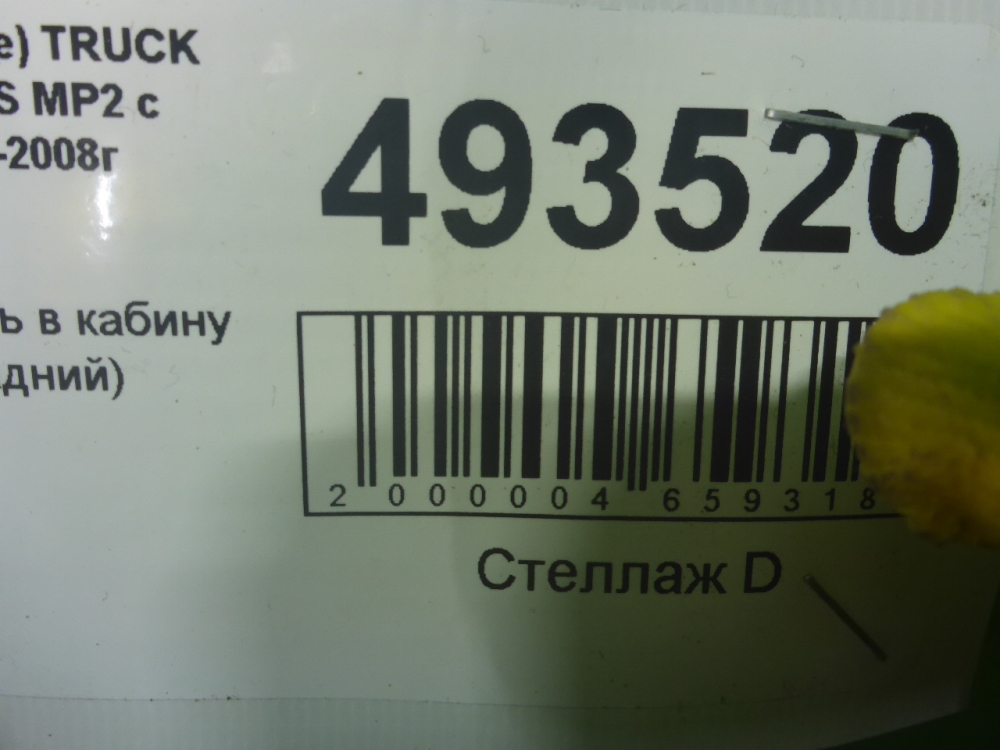 e) TRUCK
S MP2 с
-2008г
493520
ь в кабину
дний)
2 000004 659318
Стеллаж D